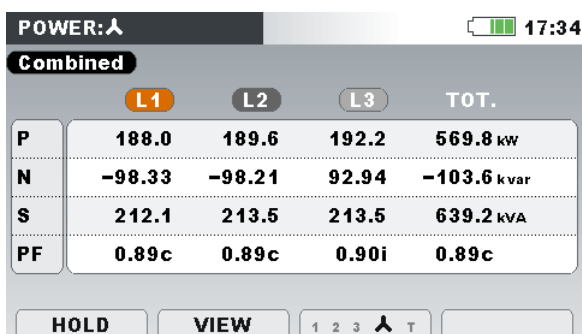 POWER: 17:34
Combined
L1 L2 L3 TOT.
P 188.0 189.6 192.2 569.8 kW
N −98.33 −98.21 92.94 −103.6 kvar
S 212.1 213.5 213.5 639.2 kVA
PF 0.89c 0.89c 0.90i 0.89c
HOLD VIEW 1 2 3 T